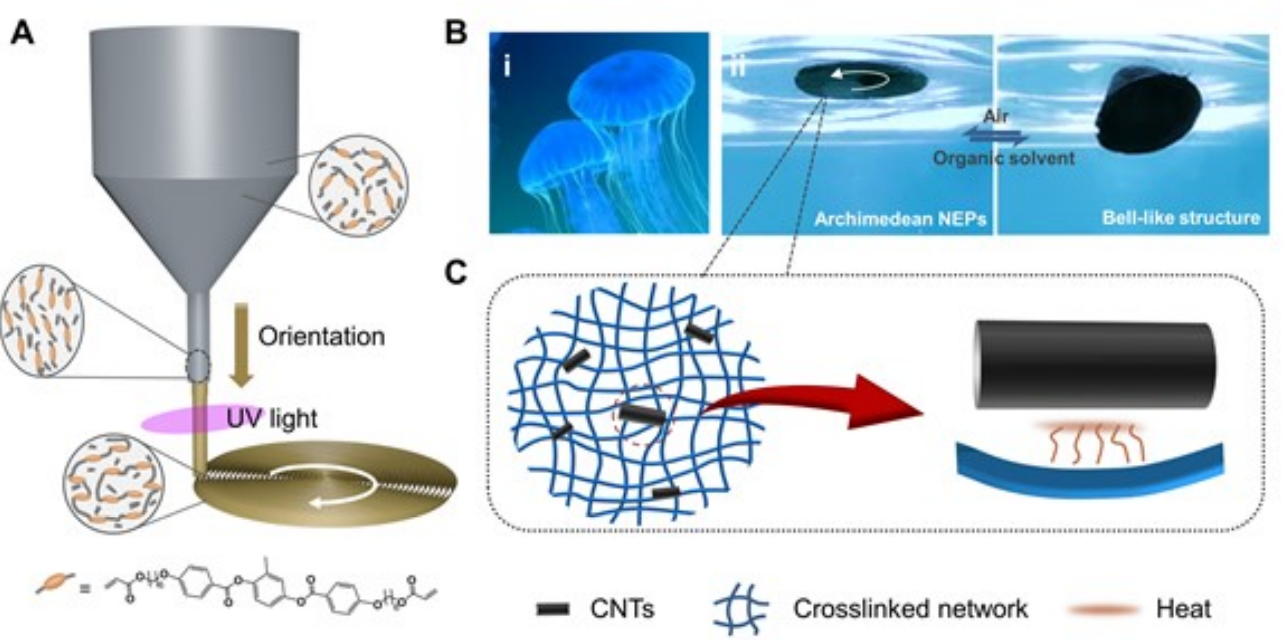 A
Orientation
UV light
=
B
i
ii
Air
Organic solvent
Archimedean NEPs
Bell-like structure
C
CNTs
Crosslinked network
Heat